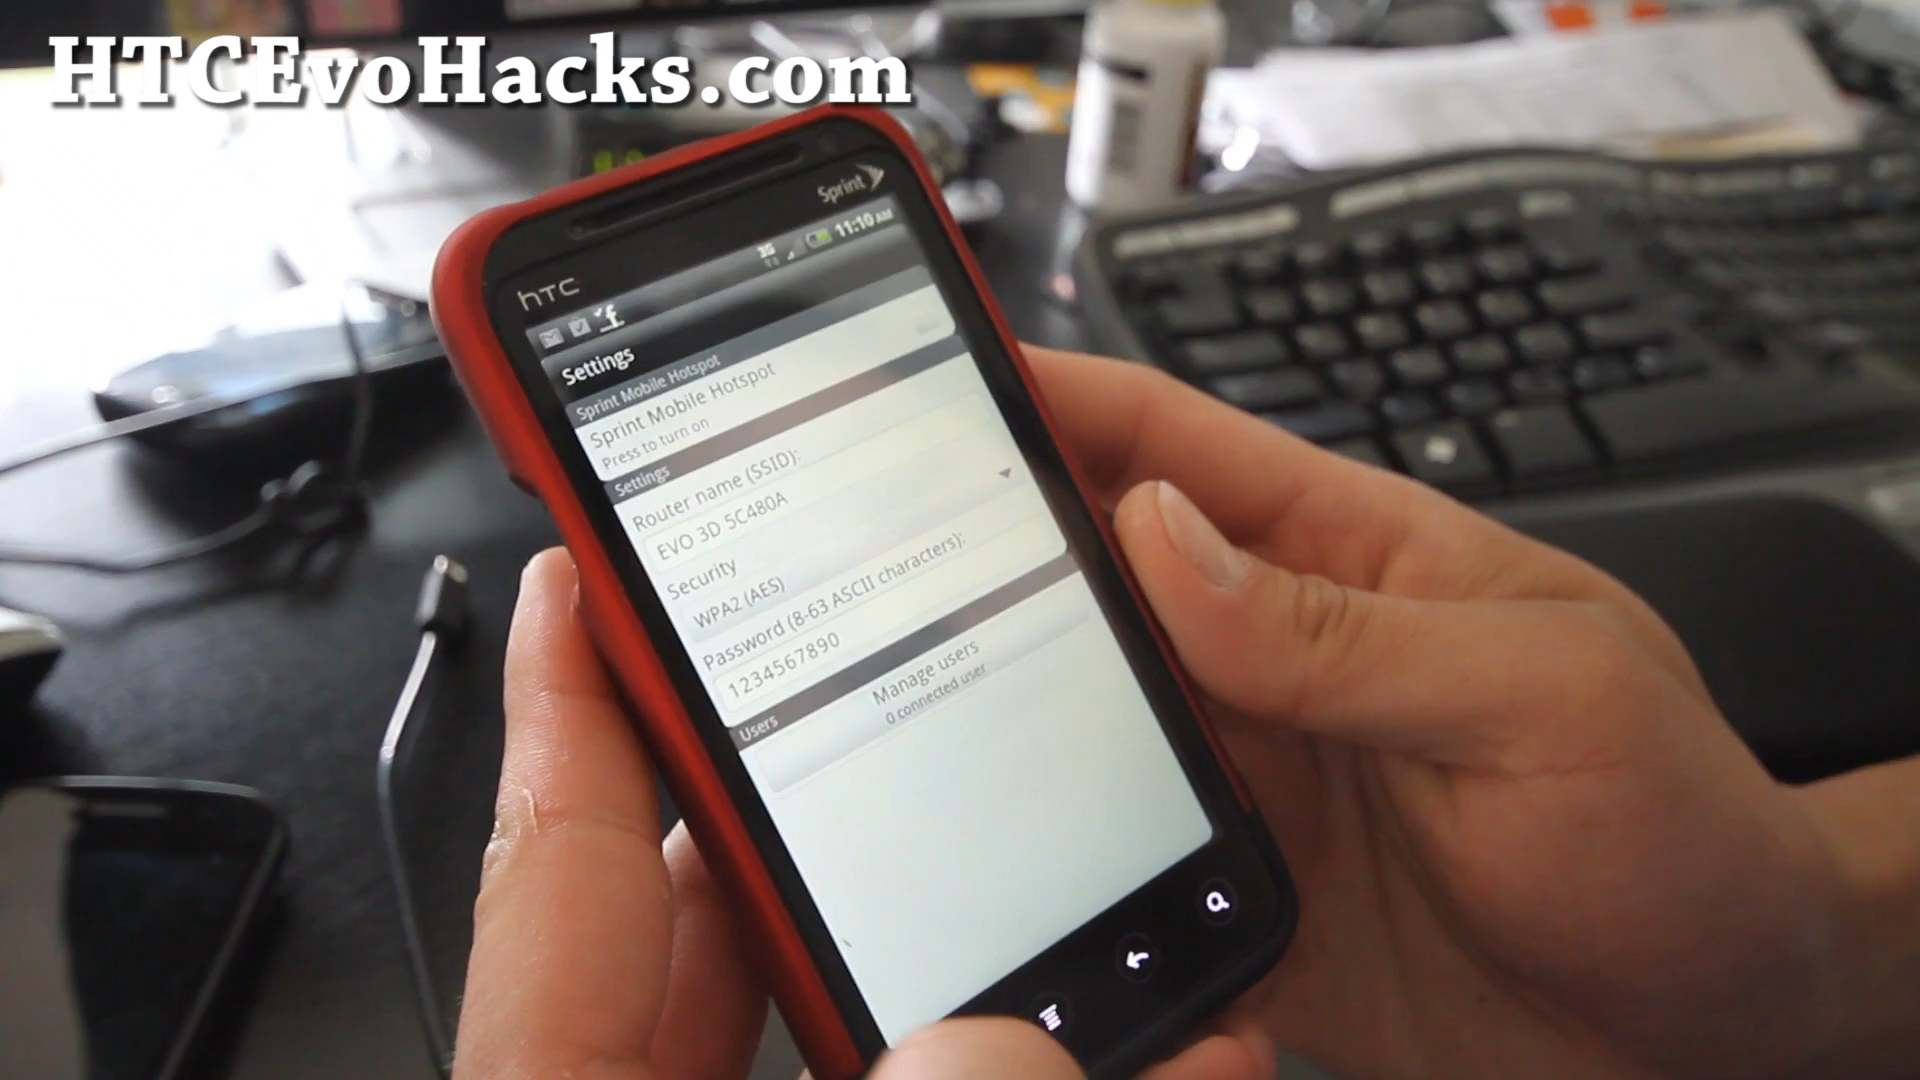 HTCEvoHacks.com
Sprint
3G 11:10 AM
hTC
Settings
Sprint Mobile Hotspot
Sprint Mobile Hotspot
Press to turn on
Settings
Router name (SSID):
EVO 3D 5C480A
Security
WPA2 (AES)
Password (8-63 ASCII characters):
1234567890
Users
Manage users
0 connected user